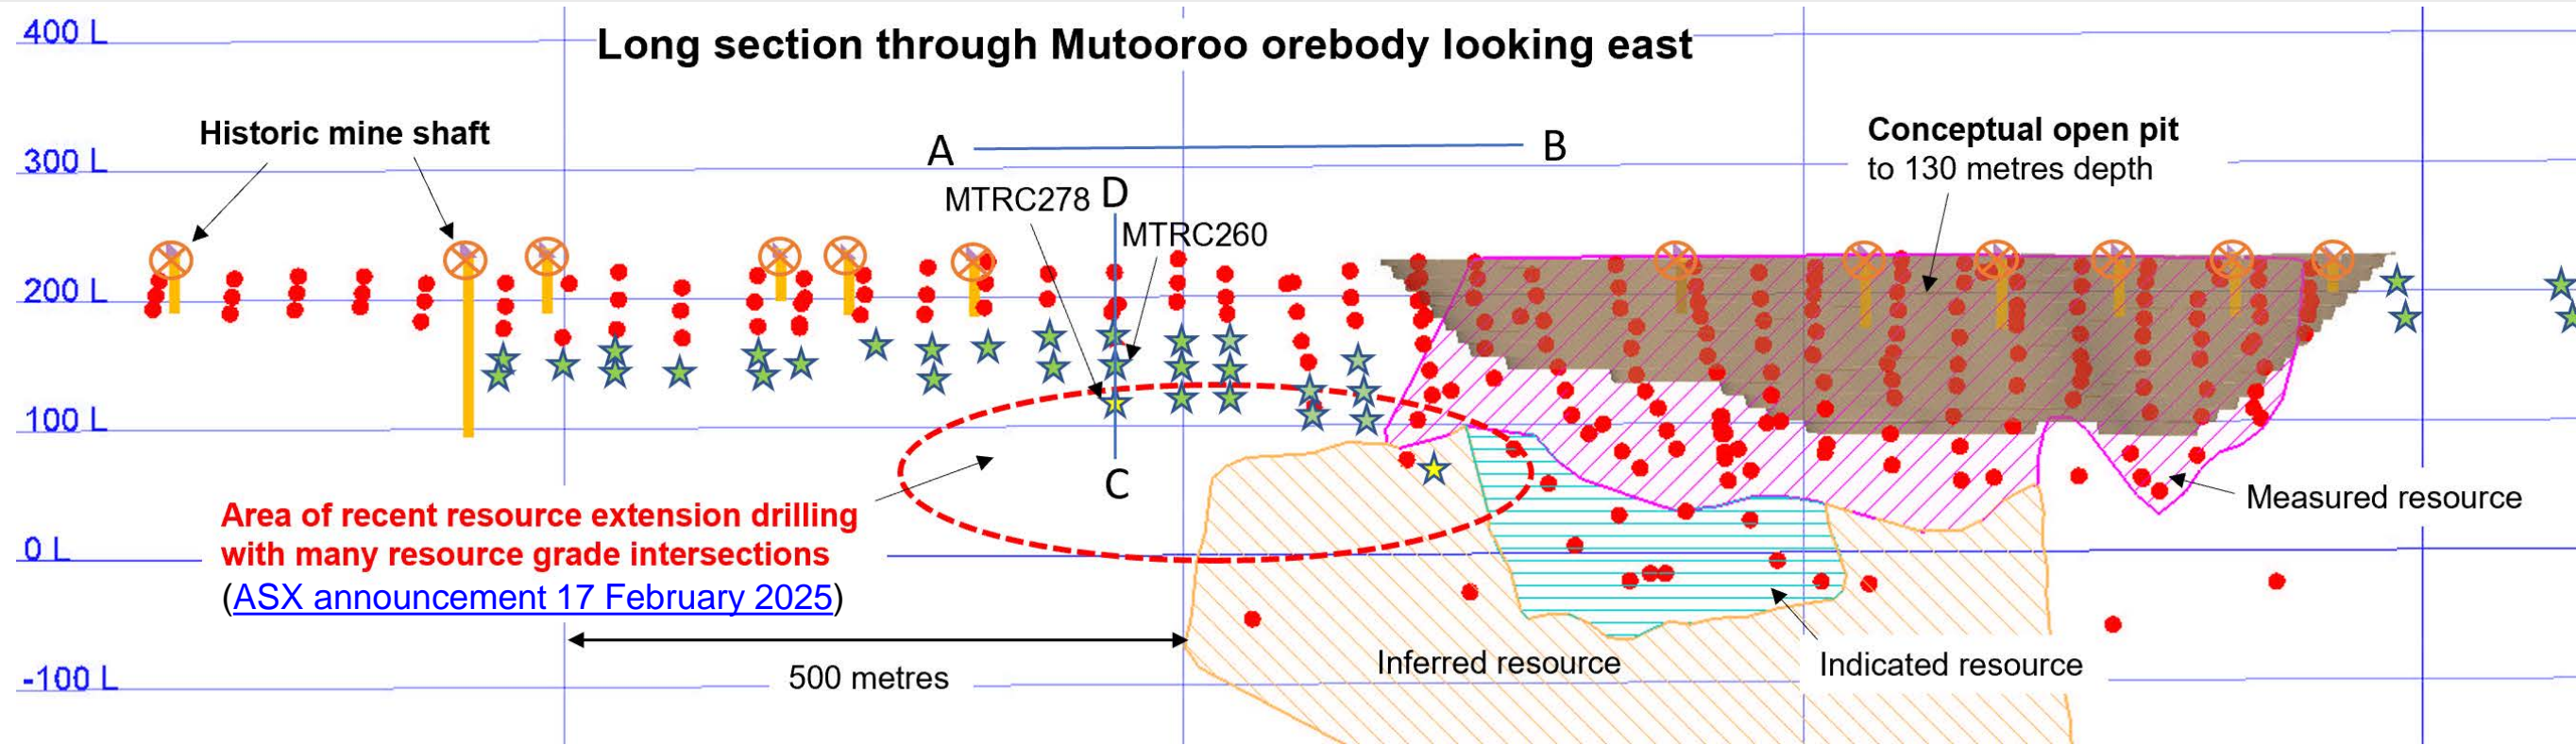 400 L
Long section through Mutooroo orebody looking east
Historic mine shaft
Conceptual open pit
to 130 metres depth
A
B
300 L
MTRC278
D
MTRC260
200 L
100 L
C
Area of recent resource extension drilling
with many resource grade intersections
(ASX announcement 17 February 2025)
Measured resource
0 L
500 metres
Inferred resource
Indicated resource
-100 L